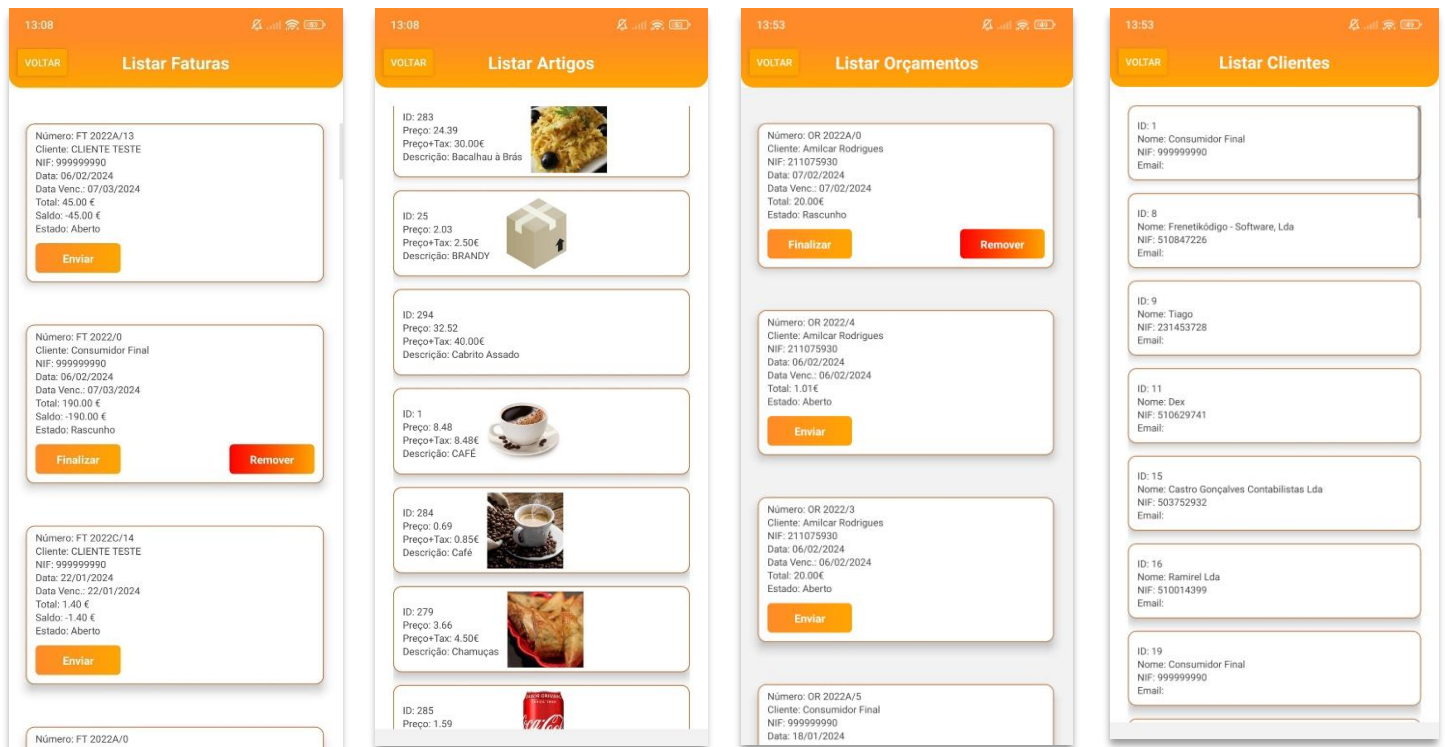 13:08
VOLTAR
Listar Faturas
Número: FT 2022A/13
Cliente: CLIENTE TESTE
NIF: 999999990
Data: 06/02/2024
Data Venc.: 07/03/2024
Total: 45.00 €
Saldo: -45.00 €
Estado: Aberto
Enviar
Número: FT 2022/0
Cliente: Consumidor Final
NIF: 999999990
Data: 06/02/2024
Data Venc.: 07/03/2024
Total: 190.00 €
Saldo: -190.00 €
Estado: Rascunho
Finalizar
Remover
Número: FT 2022C/14
Cliente: CLIENTE TESTE
NIF: 999999990
Data: 22/01/2024
Data Venc.: 22/01/2024
Total: 1.40 €
Saldo: -1.40 €
Estado: Aberto
Enviar
Número: FT 2022A/0
13:08
VOLTAR
Listar Artigos
ID: 283
Preço: 24.39
Preço+Tax: 30.00€
Descrição: Bacalhau à Brás
ID: 25
Preço: 2.03
Preço+Tax: 2.50€
Descrição: BRANDY
ID: 294
Preço: 32.52
Preço+Tax: 40.00€
Descrição: Cabrito Assado
ID: 1
Preço: 8.48
Preço+Tax: 8.48€
Descrição: CAFÉ
ID: 284
Preço: 0.69
Preço+Tax: 0.85€
Descrição: Café
ID: 279
Preço: 3.66
Preço+Tax: 4.50€
Descrição: Chamuças
ID: 285
Preço: 1.59
13:53
VOLTAR
Listar Orçamentos
Número: OR 2022A/0
Cliente: Amilcar Rodrigues
NIF: 211075930
Data: 07/02/2024
Data Venc.: 07/02/2024
Total: 20.00€
Estado: Rascunho
Finalizar
Remover
Número: OR 2022/4
Cliente: Amilcar Rodrigues
NIF: 211075930
Data: 06/02/2024
Data Venc.: 06/02/2024
Total: 1.01€
Estado: Aberto
Enviar
Número: OR 2022/3
Cliente: Amilcar Rodrigues
NIF: 211075930
Data: 06/02/2024
Data Venc.: 06/02/2024
Total: 20.00€
Estado: Aberto
Enviar
Número: OR 2022A/5
Cliente: Consumidor Final
NIF: 999999990
Data: 18/01/2024
13:53
VOLTAR
Listar Clientes
ID: 1
Nome: Consumidor Final
NIF: 999999990
Email:
ID: 8
Nome: Frenetikódigo - Software, Lda
NIF: 510847226
Email:
ID: 9
Nome: Tiago
NIF: 231453728
Email:
ID: 11
Nome: Dex
NIF: 510629741
Email:
ID: 15
Nome: Castro Gonçalves Contabilistas Lda
NIF: 503752932
Email:
ID: 16
Nome: Ramirel Lda
NIF: 510014399
Email:
ID: 19
Nome: Consumidor Final
NIF: 999999990
Email: